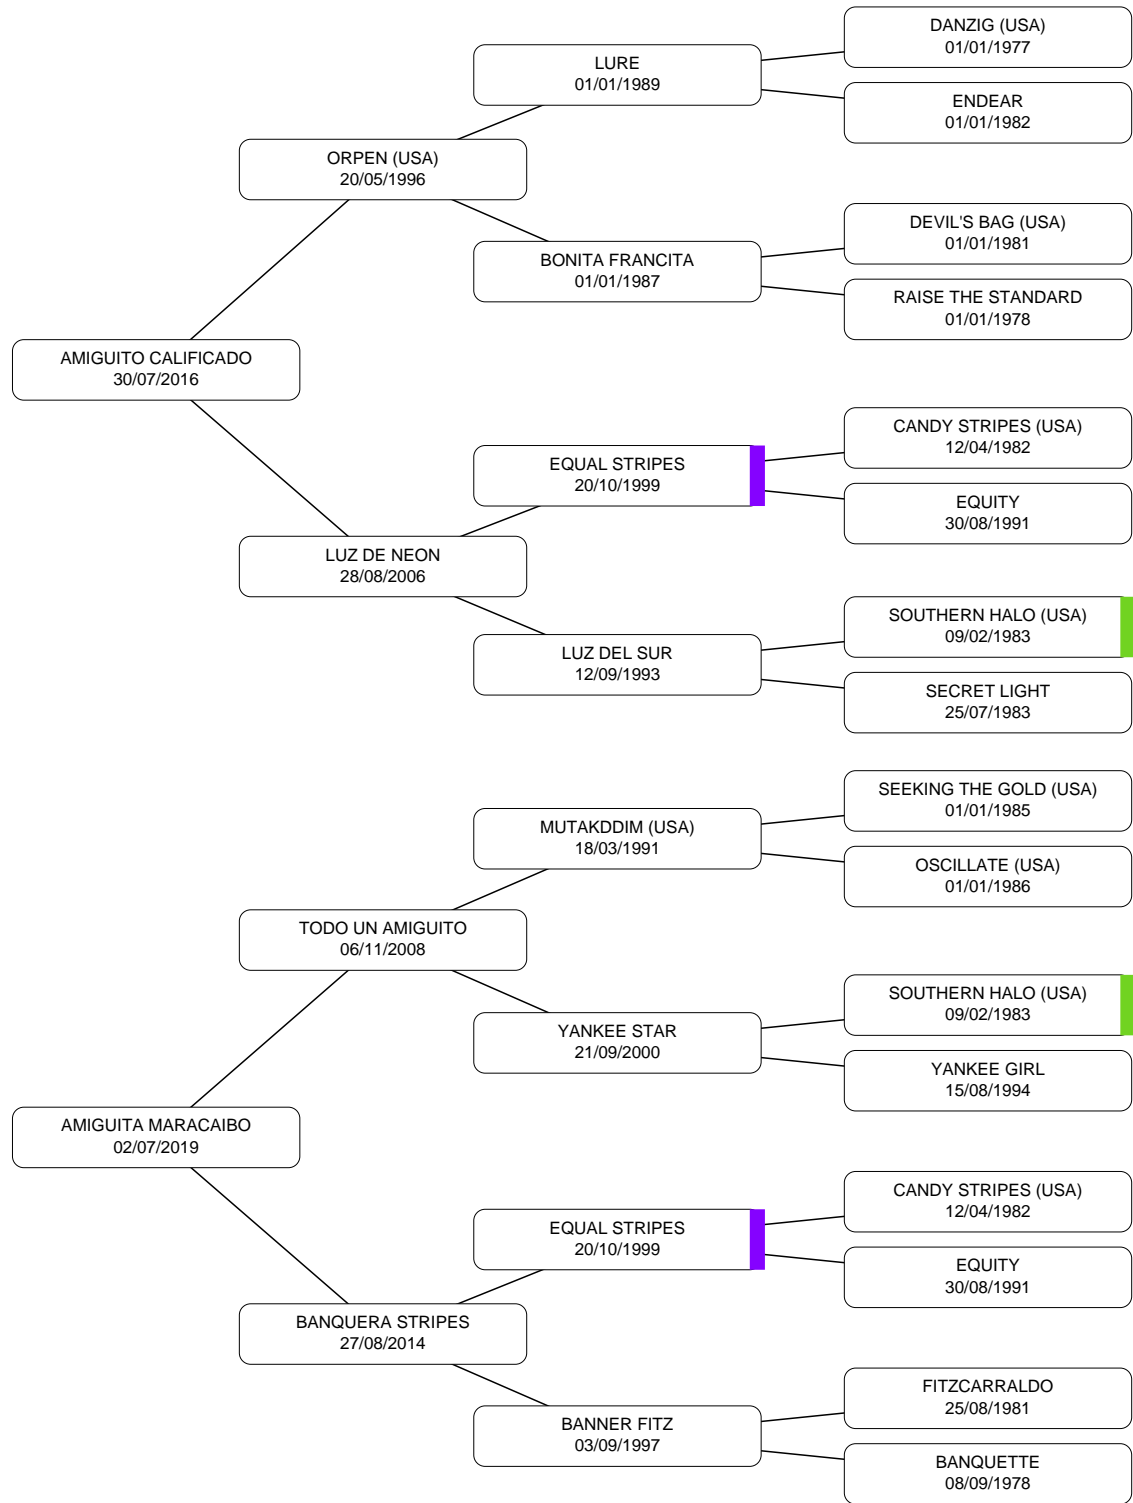 DANZIG (USA)
01/01/1977
LURE
01/01/1989
ENDEAR
01/01/1982
ORPEN (USA)
20/05/1996
DEVIL'S BAG (USA)
01/01/1981
BONITA FRANCITA
01/01/1987
RAISE THE STANDARD
01/01/1978
AMIGUITO CALIFICADO
30/07/2016
CANDY STRIPES (USA)
12/04/1982
EQUAL STRIPES
20/10/1999
EQUITY
30/08/1991
LUZ DE NEON
28/08/2006
SOUTHERN HALO (USA)
09/02/1983
LUZ DEL SUR
12/09/1993
SECRET LIGHT
25/07/1983
SEEKING THE GOLD (USA)
01/01/1985
MUTAKDDIM (USA)
18/03/1991
OSCILLATE (USA)
01/01/1986
TODO UN AMIGUITO
06/11/2008
SOUTHERN HALO (USA)
09/02/1983
YANKEE STAR
21/09/2000
YANKEE GIRL
15/08/1994
AMIGUITA MARACAIBO
02/07/2019
CANDY STRIPES (USA)
12/04/1982
EQUAL STRIPES
20/10/1999
EQUITY
30/08/1991
BANQUERA STRIPES
27/08/2014
FITZCARRALDO
25/08/1981
BANNER FITZ
03/09/1997
BANQUETTE
08/09/1978